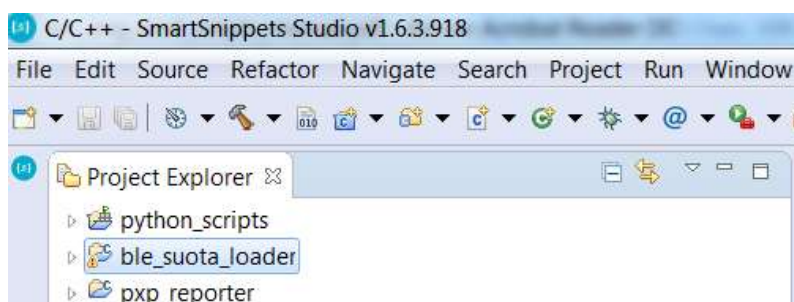 C/C++ - SmartSnippets Studio v1.6.3.918
File Edit Source Refactor Navigate Search Project Run Window
010
Project Explorer
python_scripts
ble_suota_loader
pxp_reporter